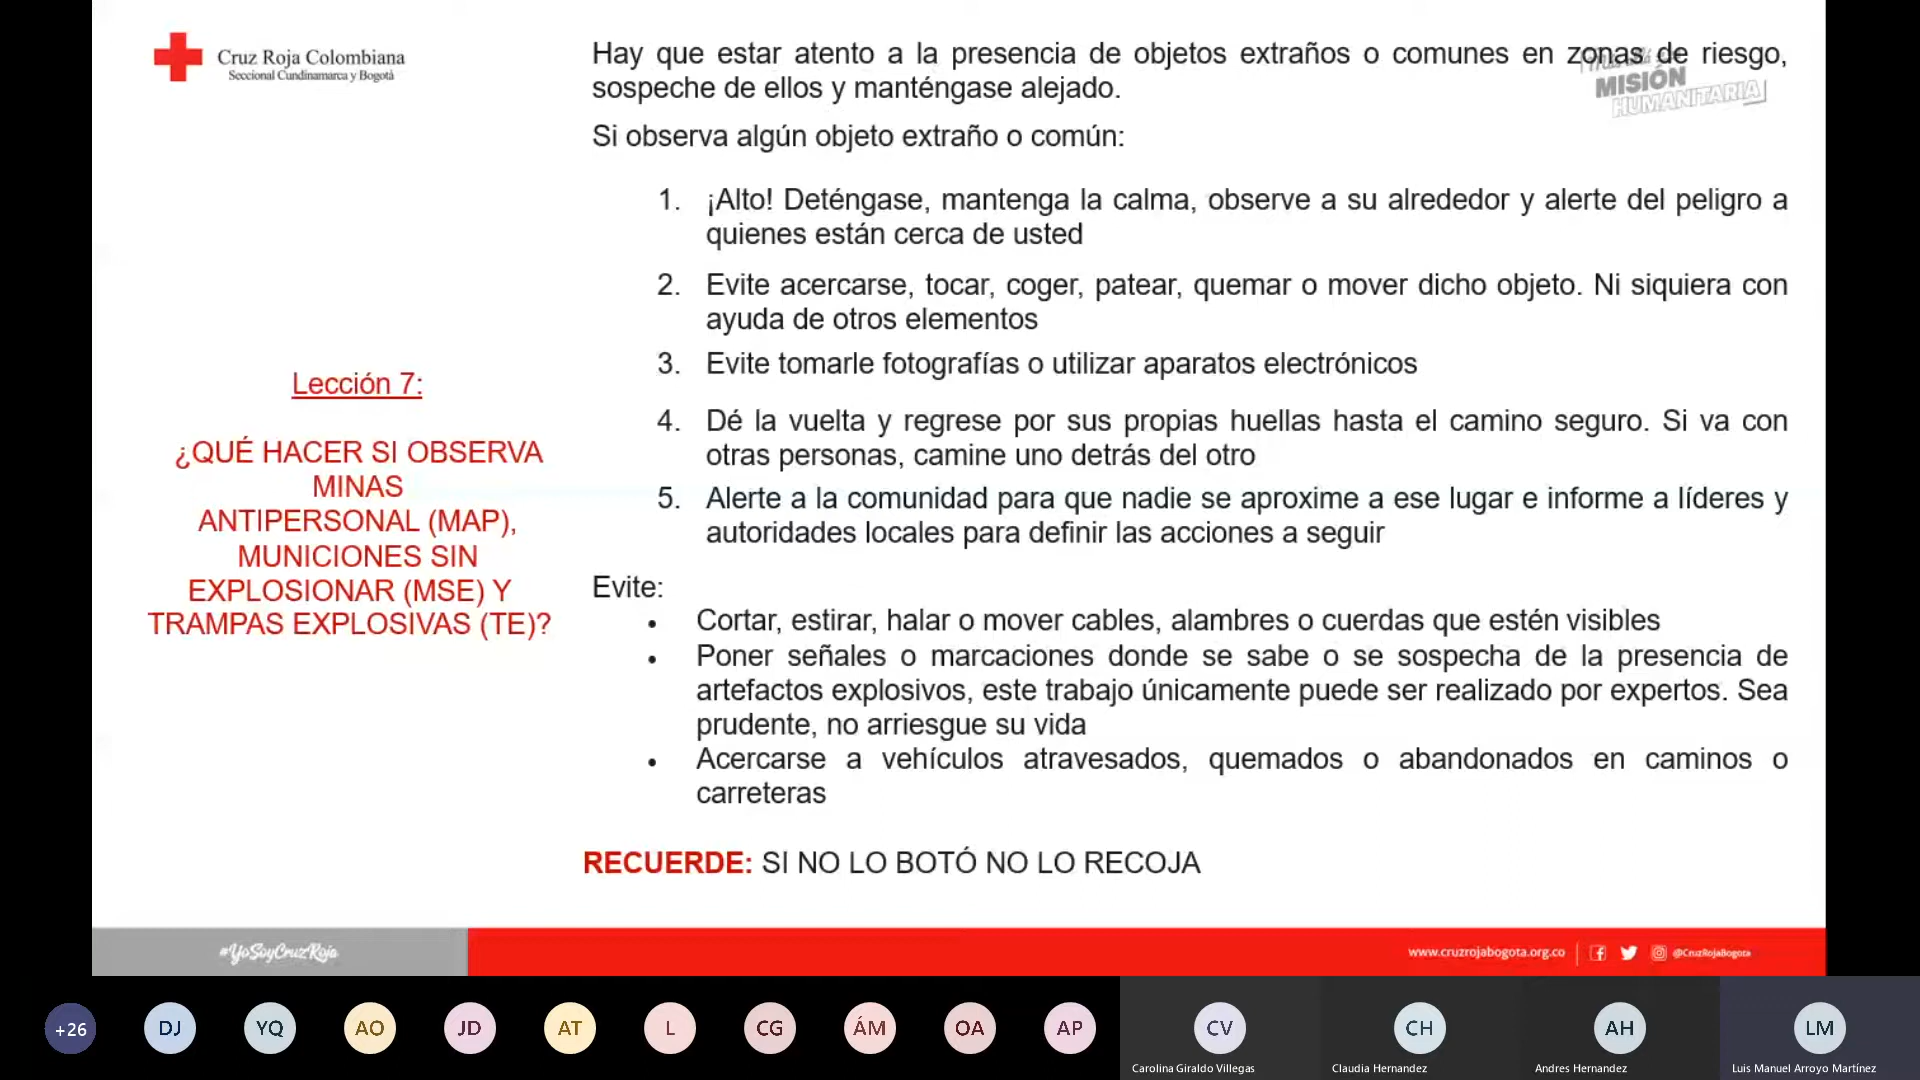 Cruz Roja Colombiana
Seccional Cundinamarca y Bogotá
MISIÓN
HUMANITARIA
Lección 7:
¿QUÉ HACER SI OBSERVA
MINAS
ANTIPERSONAL (MAP),
MUNICIONES SIN
EXPLOSIONAR (MSE) Y
TRAMPAS EXPLOSIVAS (TE)?
Hay que estar atento a la presencia de objetos extraños o comunes en zonas de riesgo,
sospeche de ellos y manténgase alejado.
Si observa algún objeto extraño o común:
1. ¡Alto! Deténgase, mantenga la calma, observe a su alrededor y alerte del peligro a
quienes están cerca de usted
2. Evite acercarse, tocar, coger, patear, quemar o mover dicho objeto. Ni siquiera con
ayuda de otros elementos
3. Evite tomarle fotografías o utilizar aparatos electrónicos
4. Dé la vuelta y regrese por sus propias huellas hasta el camino seguro. Si va con
otras personas, camine uno detrás del otro
5. Alerte a la comunidad para que nadie se aproxime a ese lugar e informe a líderes y
autoridades locales para definir las acciones a seguir
Evite:
• Cortar, estirar, halar o mover cables, alambres o cuerdas que estén visibles
• Poner señales o marcaciones donde se sabe o se sospecha de la presencia de
artefactos explosivos, este trabajo únicamente puede ser realizado por expertos. Sea
prudente, no arriesgue su vida
• Acercarse a vehículos atravesados, quemados o abandonados en caminos o
carreteras
RECUERDE: SI NO LO BOTÓ NO LO RECOJA
#YoSoyCruzRoja
www.cruzrojabogota.org.co
@CruzRojaBogota
+26
DJ
YQ
AO
JD
AT
L
CG
ÁM
OA
AP
CV
CH
AH
LM
Carolina Giraldo Villegas
Claudia Hernandez
Andres Hernandez
Luis Manuel Arroyo Martínez